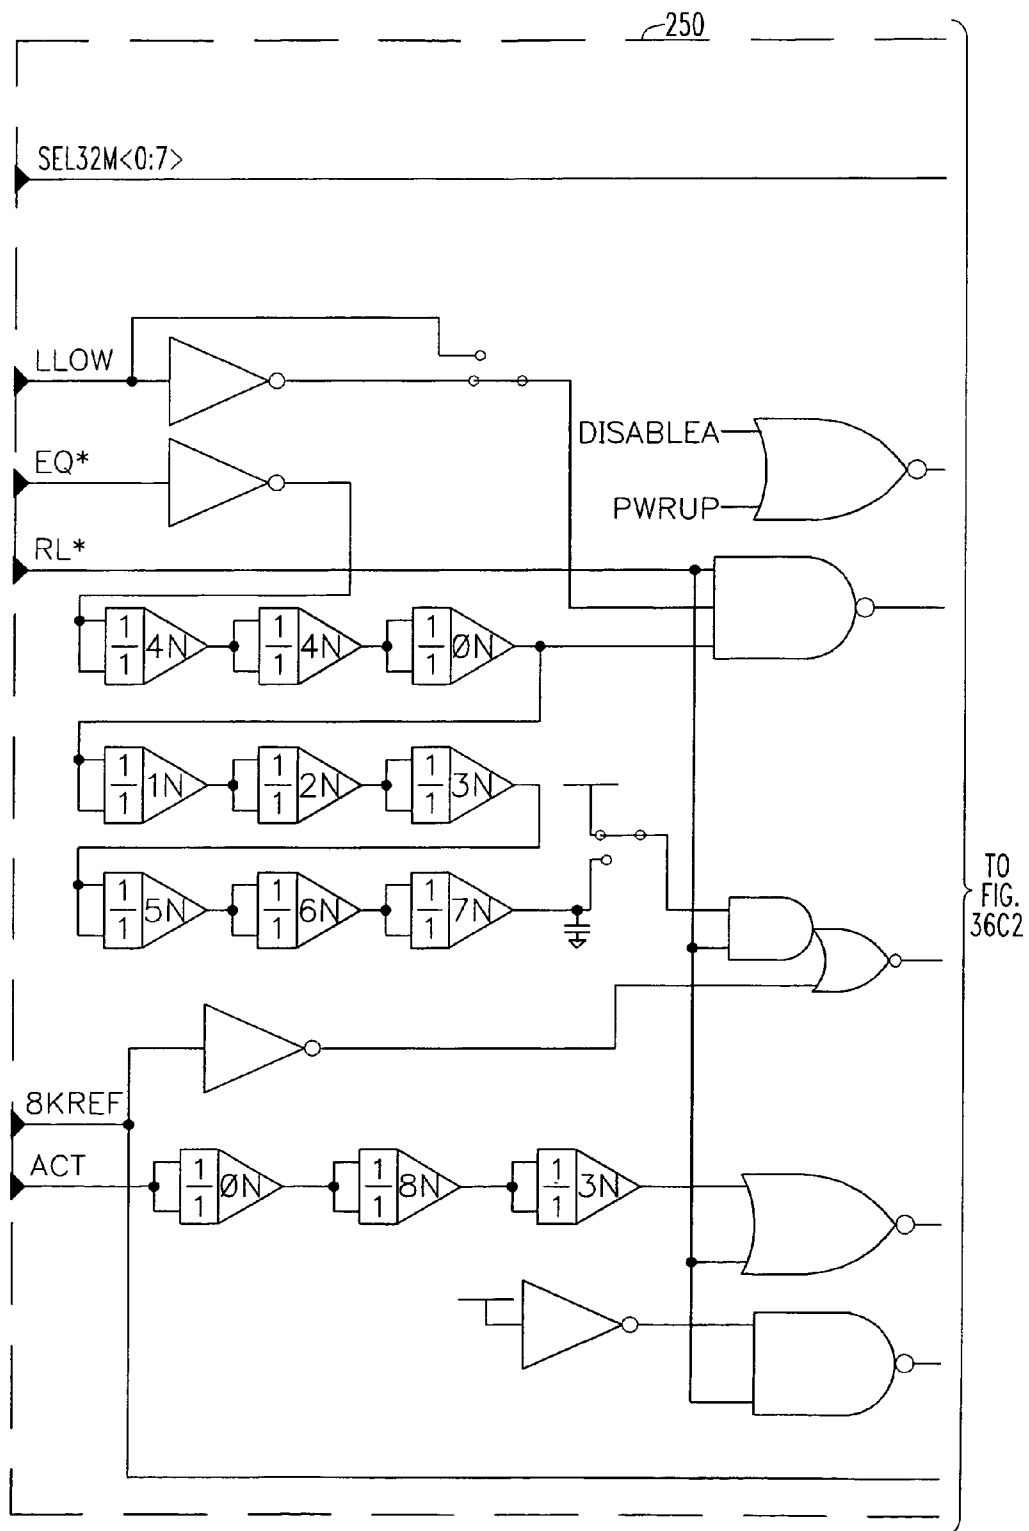 250
SEL32M<0:7>
LLOW
EQ*
DISABLEA
PWRUP
RL*
1/1 4N 1/1 4N 1/1 ØN
1/1 1N 1/1 2N 1/1 3N
1/1 5N 1/1 6N 1/1 7N
TO
FIG.
36C2
8KREF
ACT
1/1 ØN 1/1 8N 1/1 3N